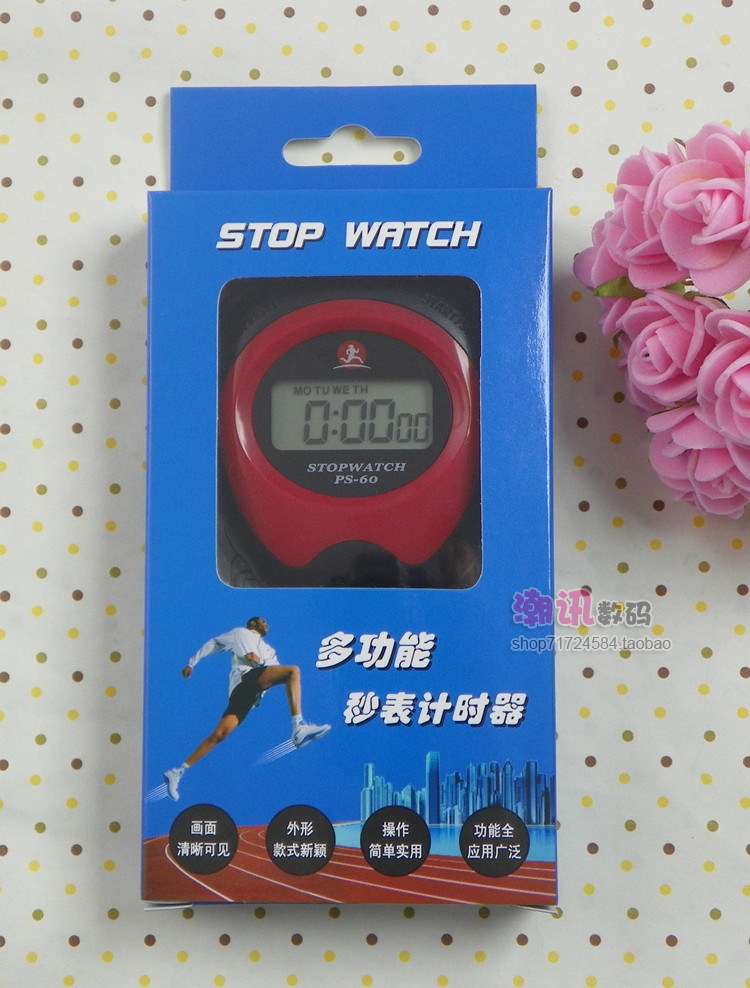 STOP WATCH
MO TU WE TH
0:00 00
STOPWATCH
PS-60
潮讯数码
shop71724584.taobao
多功能
秒表计时器
画面
清晰可见
外形
款式新颖
操作
简单实用
功能全
应用广泛